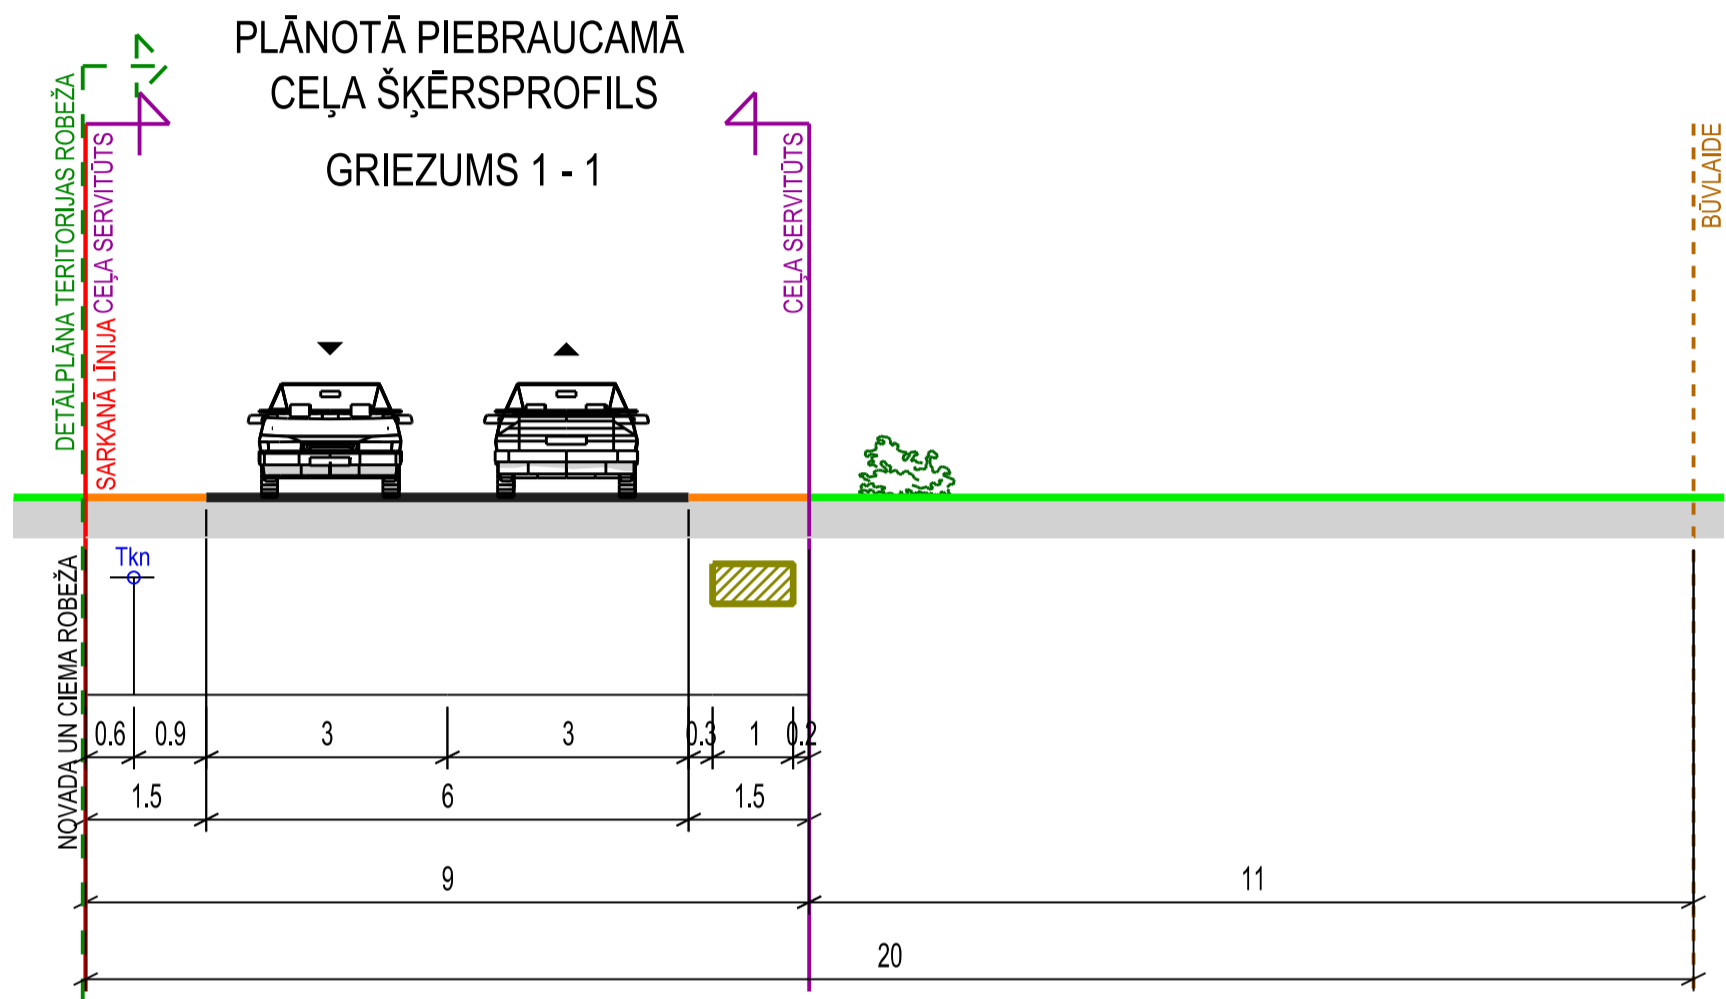 PLĀNOTĀ PIEBRAUCAMĀ
CEĻA ŠĶĒRSPROFILS
GRIEZUMS 1 - 1
DETĀLPLĀNA TERITORIJAS ROBEŽA
SARKANĀ LĪNIJA
CEĻA SERVITŪTS
CEĻA SERVITŪTS
BŪVLAIDE
NOVADA UN CIEMA ROBEŽA
Tkn
0.6 0.9 3 3 0.3 1 0.2
1.5 6 1.5
9 11
20